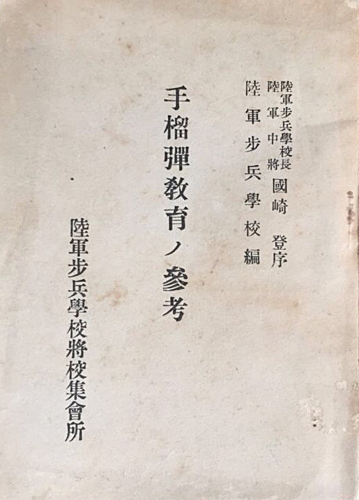 陸軍步兵學校長
陸軍中將
國崎登序
陸軍步兵學校編
手榴彈敎育ノ參考
陸軍步兵學校將校集會所